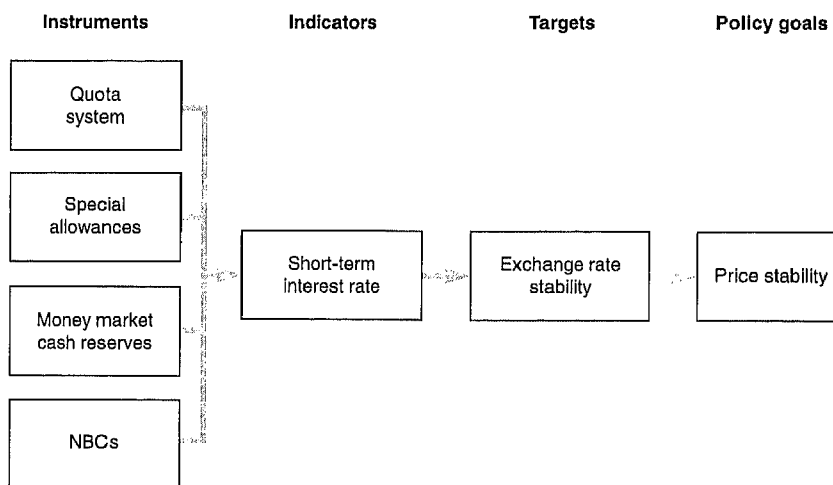 Instruments
Indicators
Targets
Policy goals
Quota
system
Special
allowances
Money market
cash reserves
NBCs
Short-term
interest rate
Exchange rate
stability
Price stability